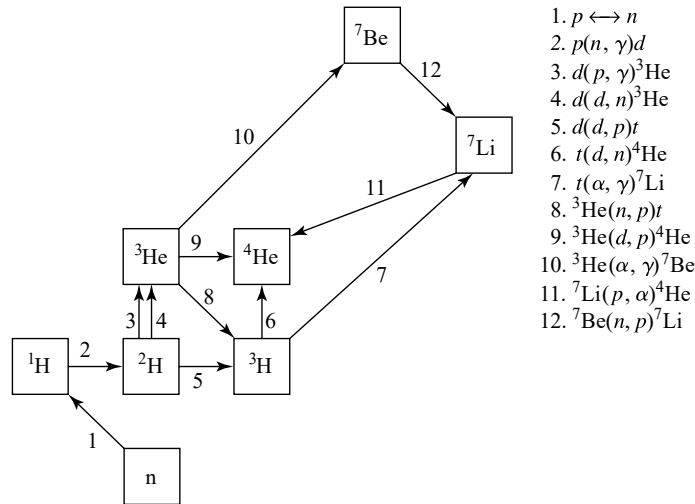 ⁷Be
12
⁷Li
10
11
³He
9
⁴He
8
7
3
4
6
¹H
2
²H
5
³H
1
n
1. p ⟷ n
2. p(n, γ)d
3. d(p, γ)³He
4. d(d, n)³He
5. d(d, p)t
6. t(d, n)⁴He
7. t(α, γ)⁷Li
8. ³He(n, p)t
9. ³He(d, p)⁴He
10. ³He(α, γ)⁷Be
11. ⁷Li(p, α)⁴He
12. ⁷Be(n, p)⁷Li